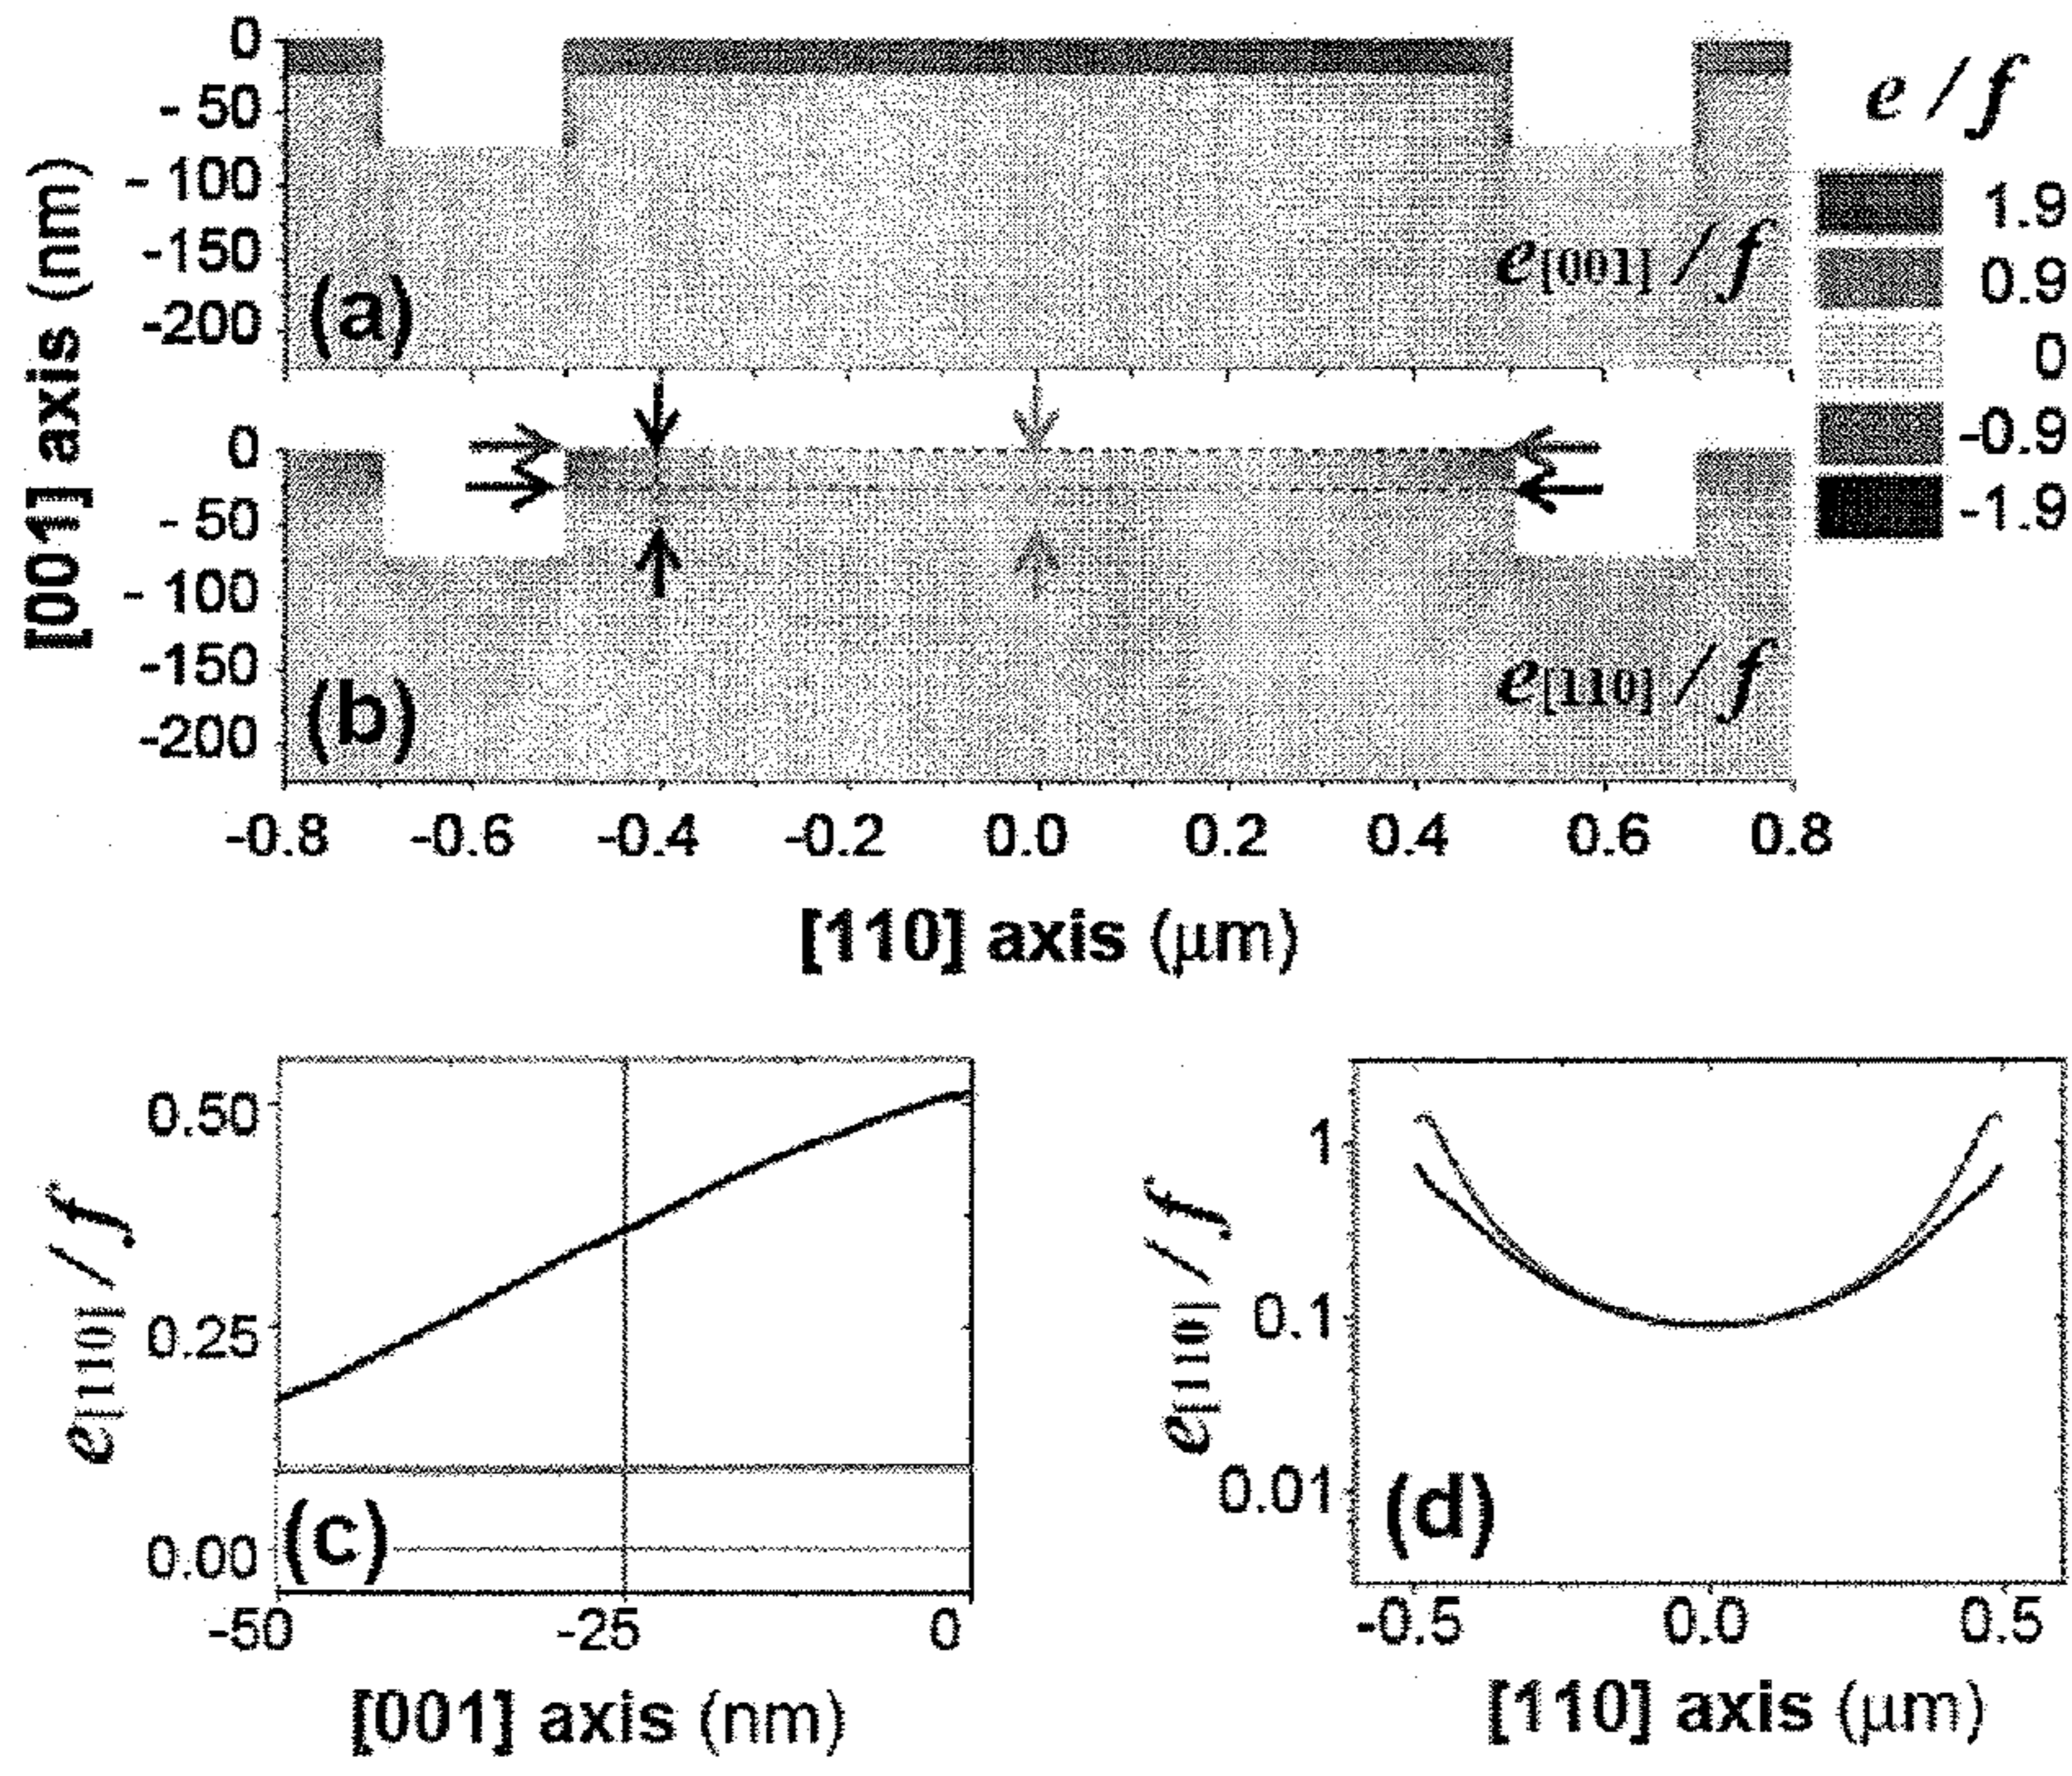 0
- 50
- 100
-150
-200
(a)
e[001] / f
e / f
1.9
0.9
0
-0.9
-1.9
[001] axis (nm)
0
- 50
- 100
-150
-200
(b)
e[110] / f
-0.8 -0.6 -0.4 -0.2 0.0 0.2 0.4 0.6 0.8
[110] axis (μm)
e[110] / f
0.50
0.25
0.00
(c)
-50 -25 0
[001] axis (nm)
e[110] / f
1
0.1
0.01
(d)
-0.5 0.0 0.5
[110] axis (μm)